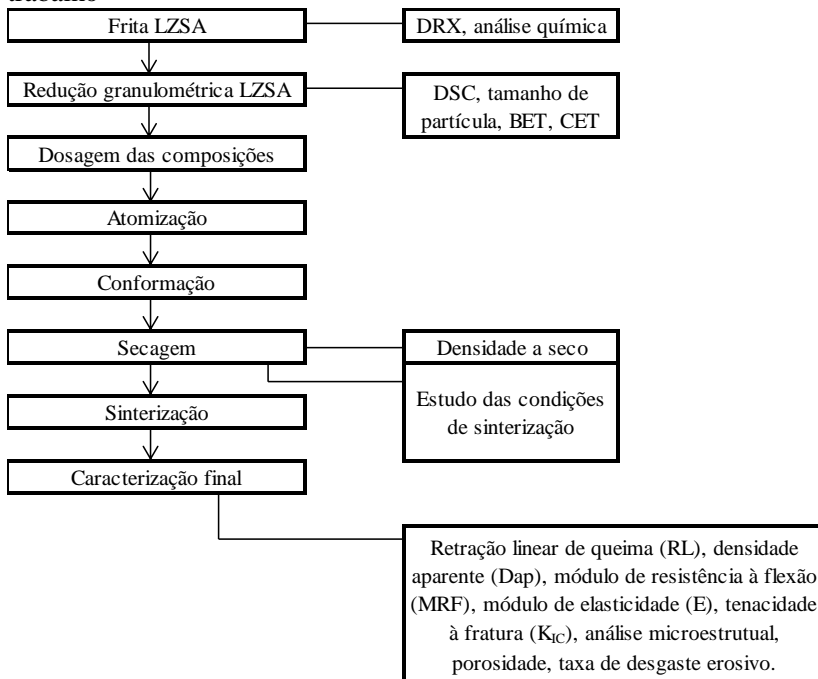 Frita LZSA
DRX, análise química
Redução granulométrica LZSA
DSC, tamanho de
partícula, BET, CET
Dosagem das composições
Atomização
Conformação
Secagem
Densidade a seco
Estudo das condições
de sinterização
Sinterização
Caracterização final
Retração linear de queima (RL), densidade
aparente (Dap), módulo de resistência à flexão
(MRF), módulo de elasticidade (E), tenacidade
à fratura (KIC), análise microestrutual,
porosidade, taxa de desgaste erosivo.